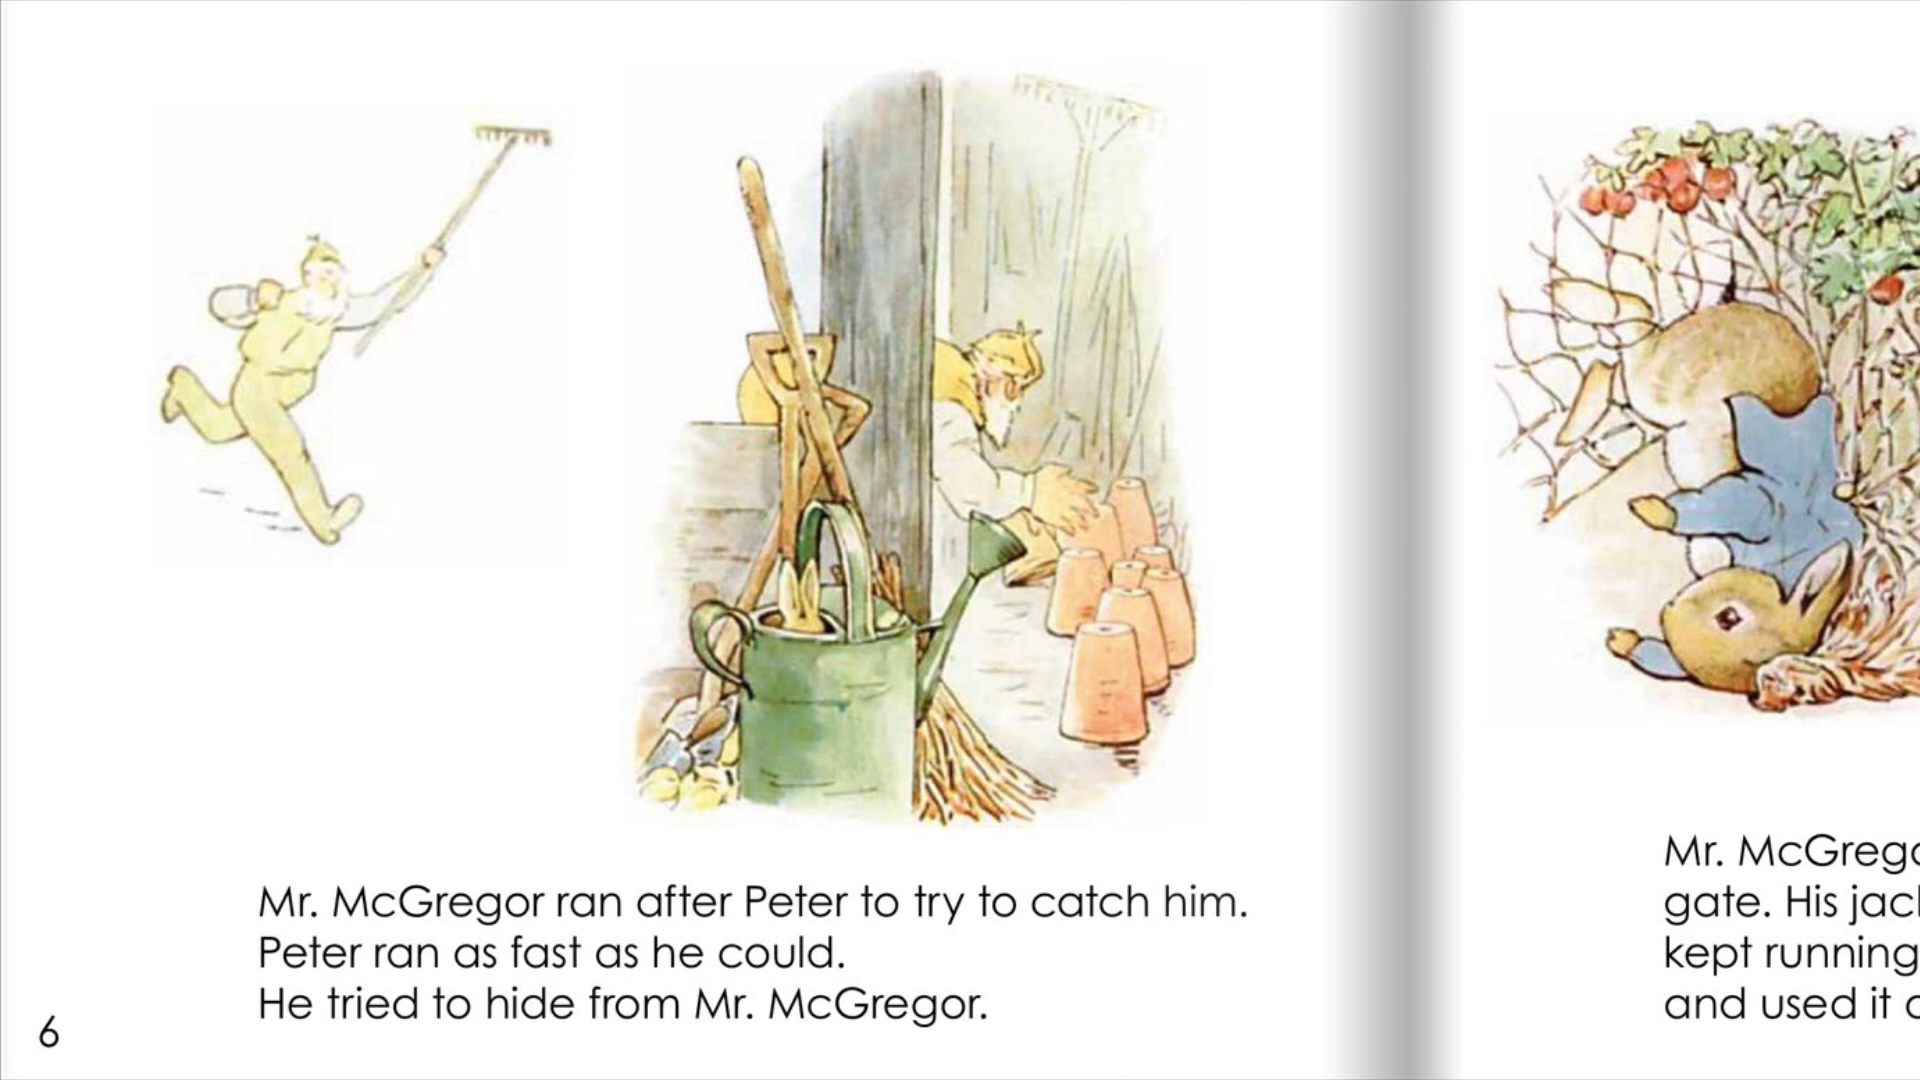 Mr. McGregor ran after Peter to try to catch him.
Peter ran as fast as he could.
He tried to hide from Mr. McGregor.
6
Mr.
gate. His
kept running
and used it